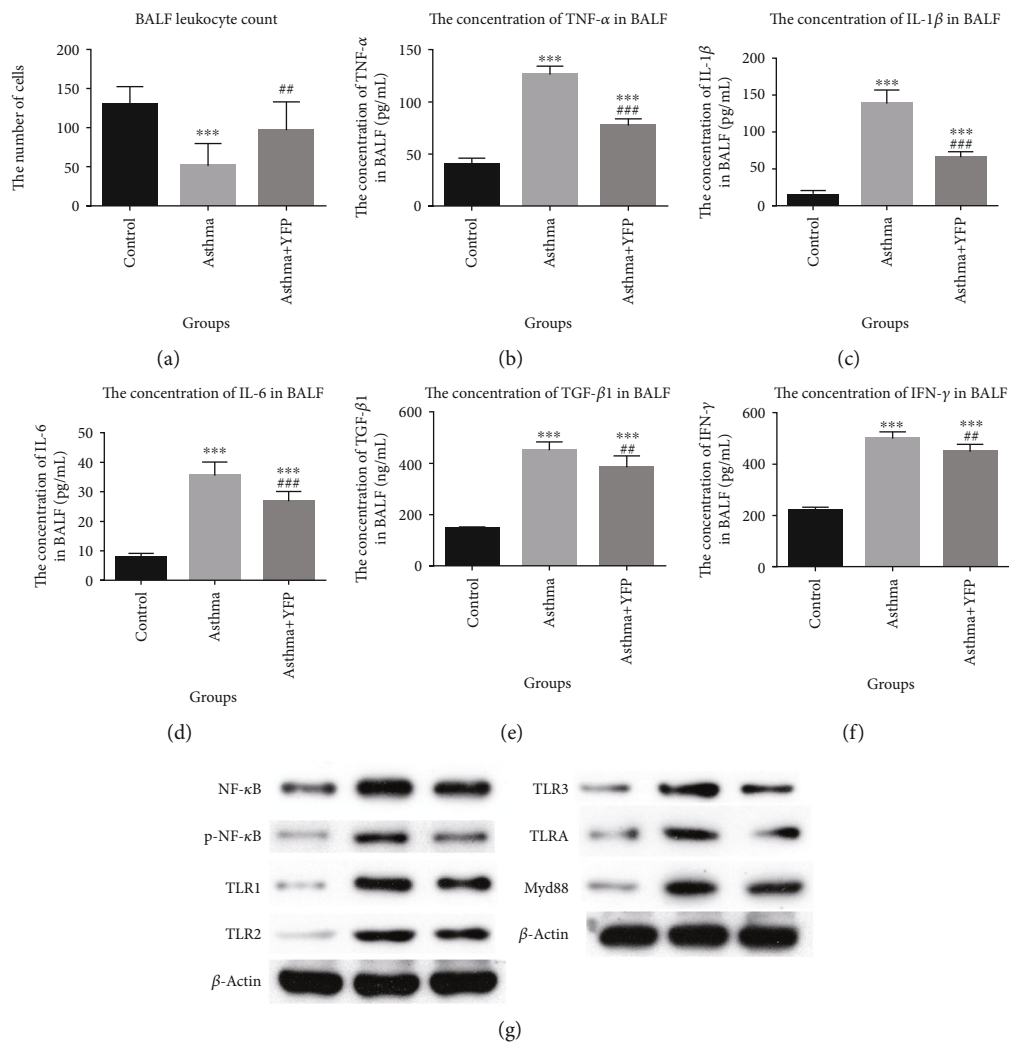 BALF leukocyte count
The number of cells
200
150
100
50
0
***
##
Control
Asthma
Asthma+YFP
Groups
(a)
The concentration of TNF-α in BALF
The concentration of TNF-α
in BALF (pg/mL)
150
100
50
0
***
***
###
Control
Asthma
Asthma+YFP
Groups
(b)
The concentration of IL-1β in BALF
The concentration of IL-1β
in BALF (pg/mL)
200
150
100
50
0
***
***
###
Control
Asthma
Asthma+YFP
Groups
(c)
The concentration of IL-6 in BALF
The concentration of IL-6
in BALF (pg/mL)
50
40
30
20
10
0
***
***
###
Control
Asthma
Asthma+YFP
Groups
(d)
The concentration of TGF-β1 in BALF
The concentration of TGF-β1
in BALF (ng/mL)
600
400
200
0
***
***
##
Control
Asthma
Asthma+YFP
Groups
(e)
The concentration of IFN-γ in BALF
The concentration of IFN-γ
in BALF (pg/mL)
600
400
200
0
***
***
##
Control
Asthma
Asthma+YFP
Groups
(f)
NF-κB
p-NF-κB
TLR1
TLR2
β-Actin
TLR3
TLRA
Myd88
β-Actin
(g)